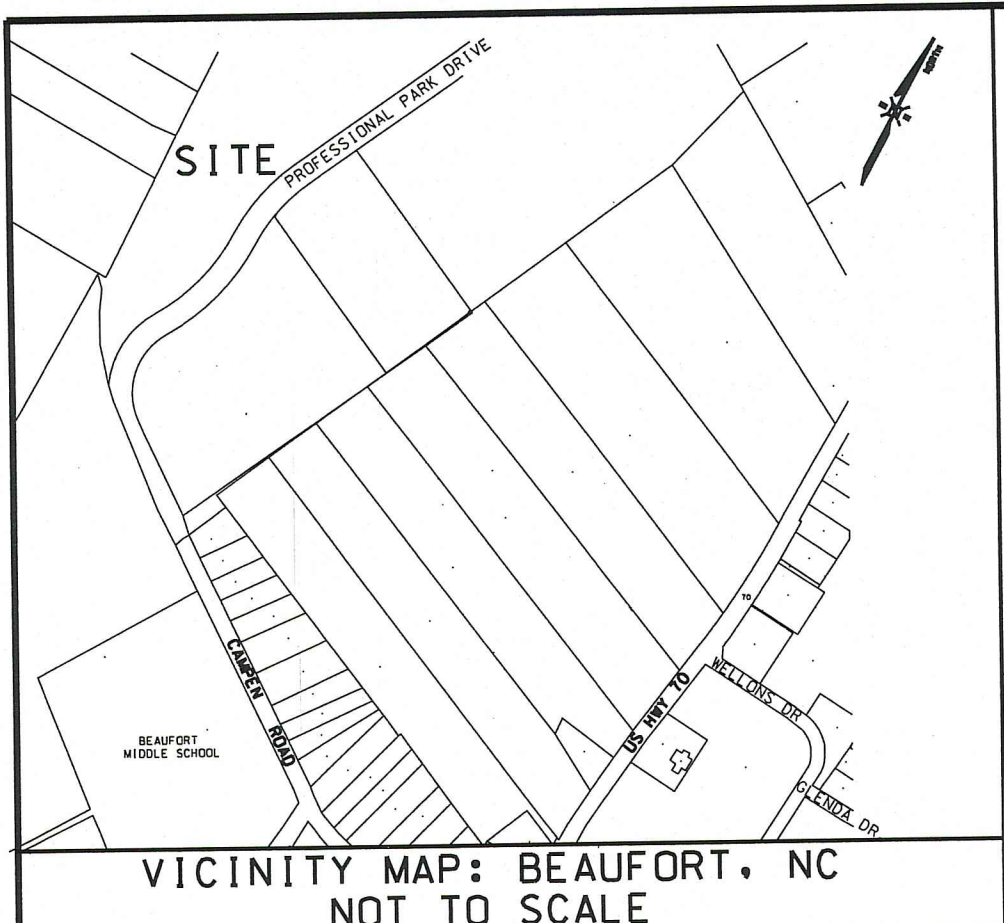 NORTH
PROFESSIONAL PARK DRIVE
SITE
70
WELLONS DR
US HWY 70
CAMPEN ROAD
BEAUFORT
MIDDLE SCHOOL
GLENDA DR
VICINITY MAP: BEAUFORT, NC
NOT TO SCALE